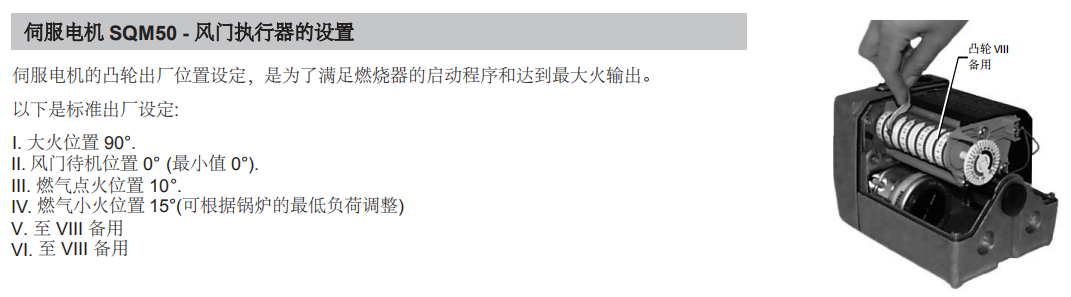 伺服电机 SQM50 - 风门执行器的设置
伺服电机的凸轮出厂位置设定，是为了满足燃烧器的启动程序和达到最大火输出。
以下是标准出厂设定:
I. 大火位置 90°.
II. 风门待机位置 0° (最小值 0°).
III. 燃气点火位置 10°.
IV. 燃气小火位置 15°(可根据锅炉的最低负荷调整)
V. 至 VIII 备用
VI. 至 VIII 备用
凸轮 VIII
备用